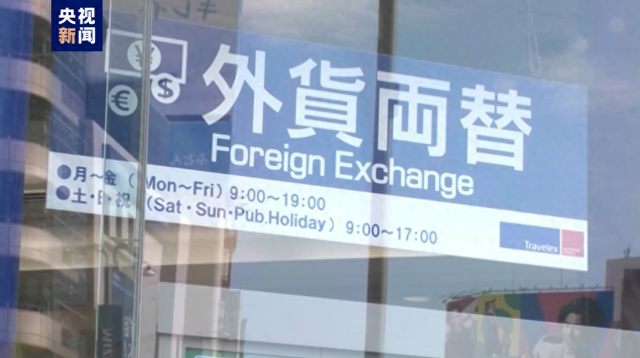 央视
新闻
外貨両替
Foreign Exchange
●月～金（Mon～Fri）9:00～19:00
●土・日・祝（Sat・Sun・Pub.Holiday）9:00～17:00
Travelex